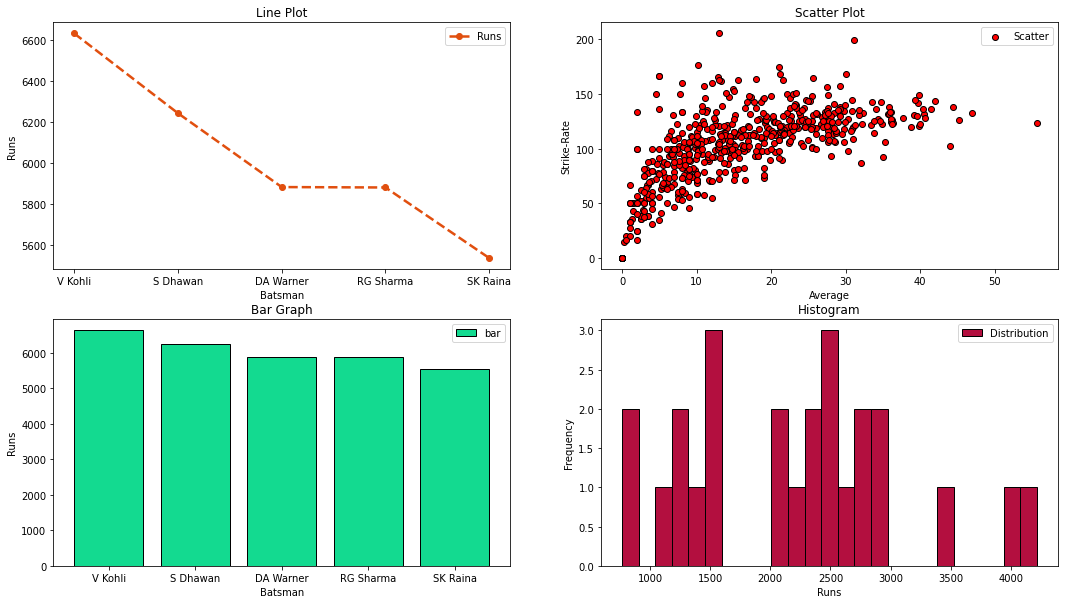 Line Plot
6600
6400
6200
6000
5800
5600
Runs
Runs
V Kohli S Dhawan DA Warner RG Sharma SK Raina
Batsman
Scatter Plot
200
150
100
50
0
Strike-Rate
Scatter
0 10 20 30 40 50
Average
Bar Graph
6000
5000
4000
3000
2000
1000
0
Runs
bar
V Kohli S Dhawan DA Warner RG Sharma SK Raina
Batsman
Histogram
3.0
2.5
2.0
1.5
1.0
0.5
0.0
Frequency
Distribution
1000 1500 2000 2500 3000 3500 4000
Runs